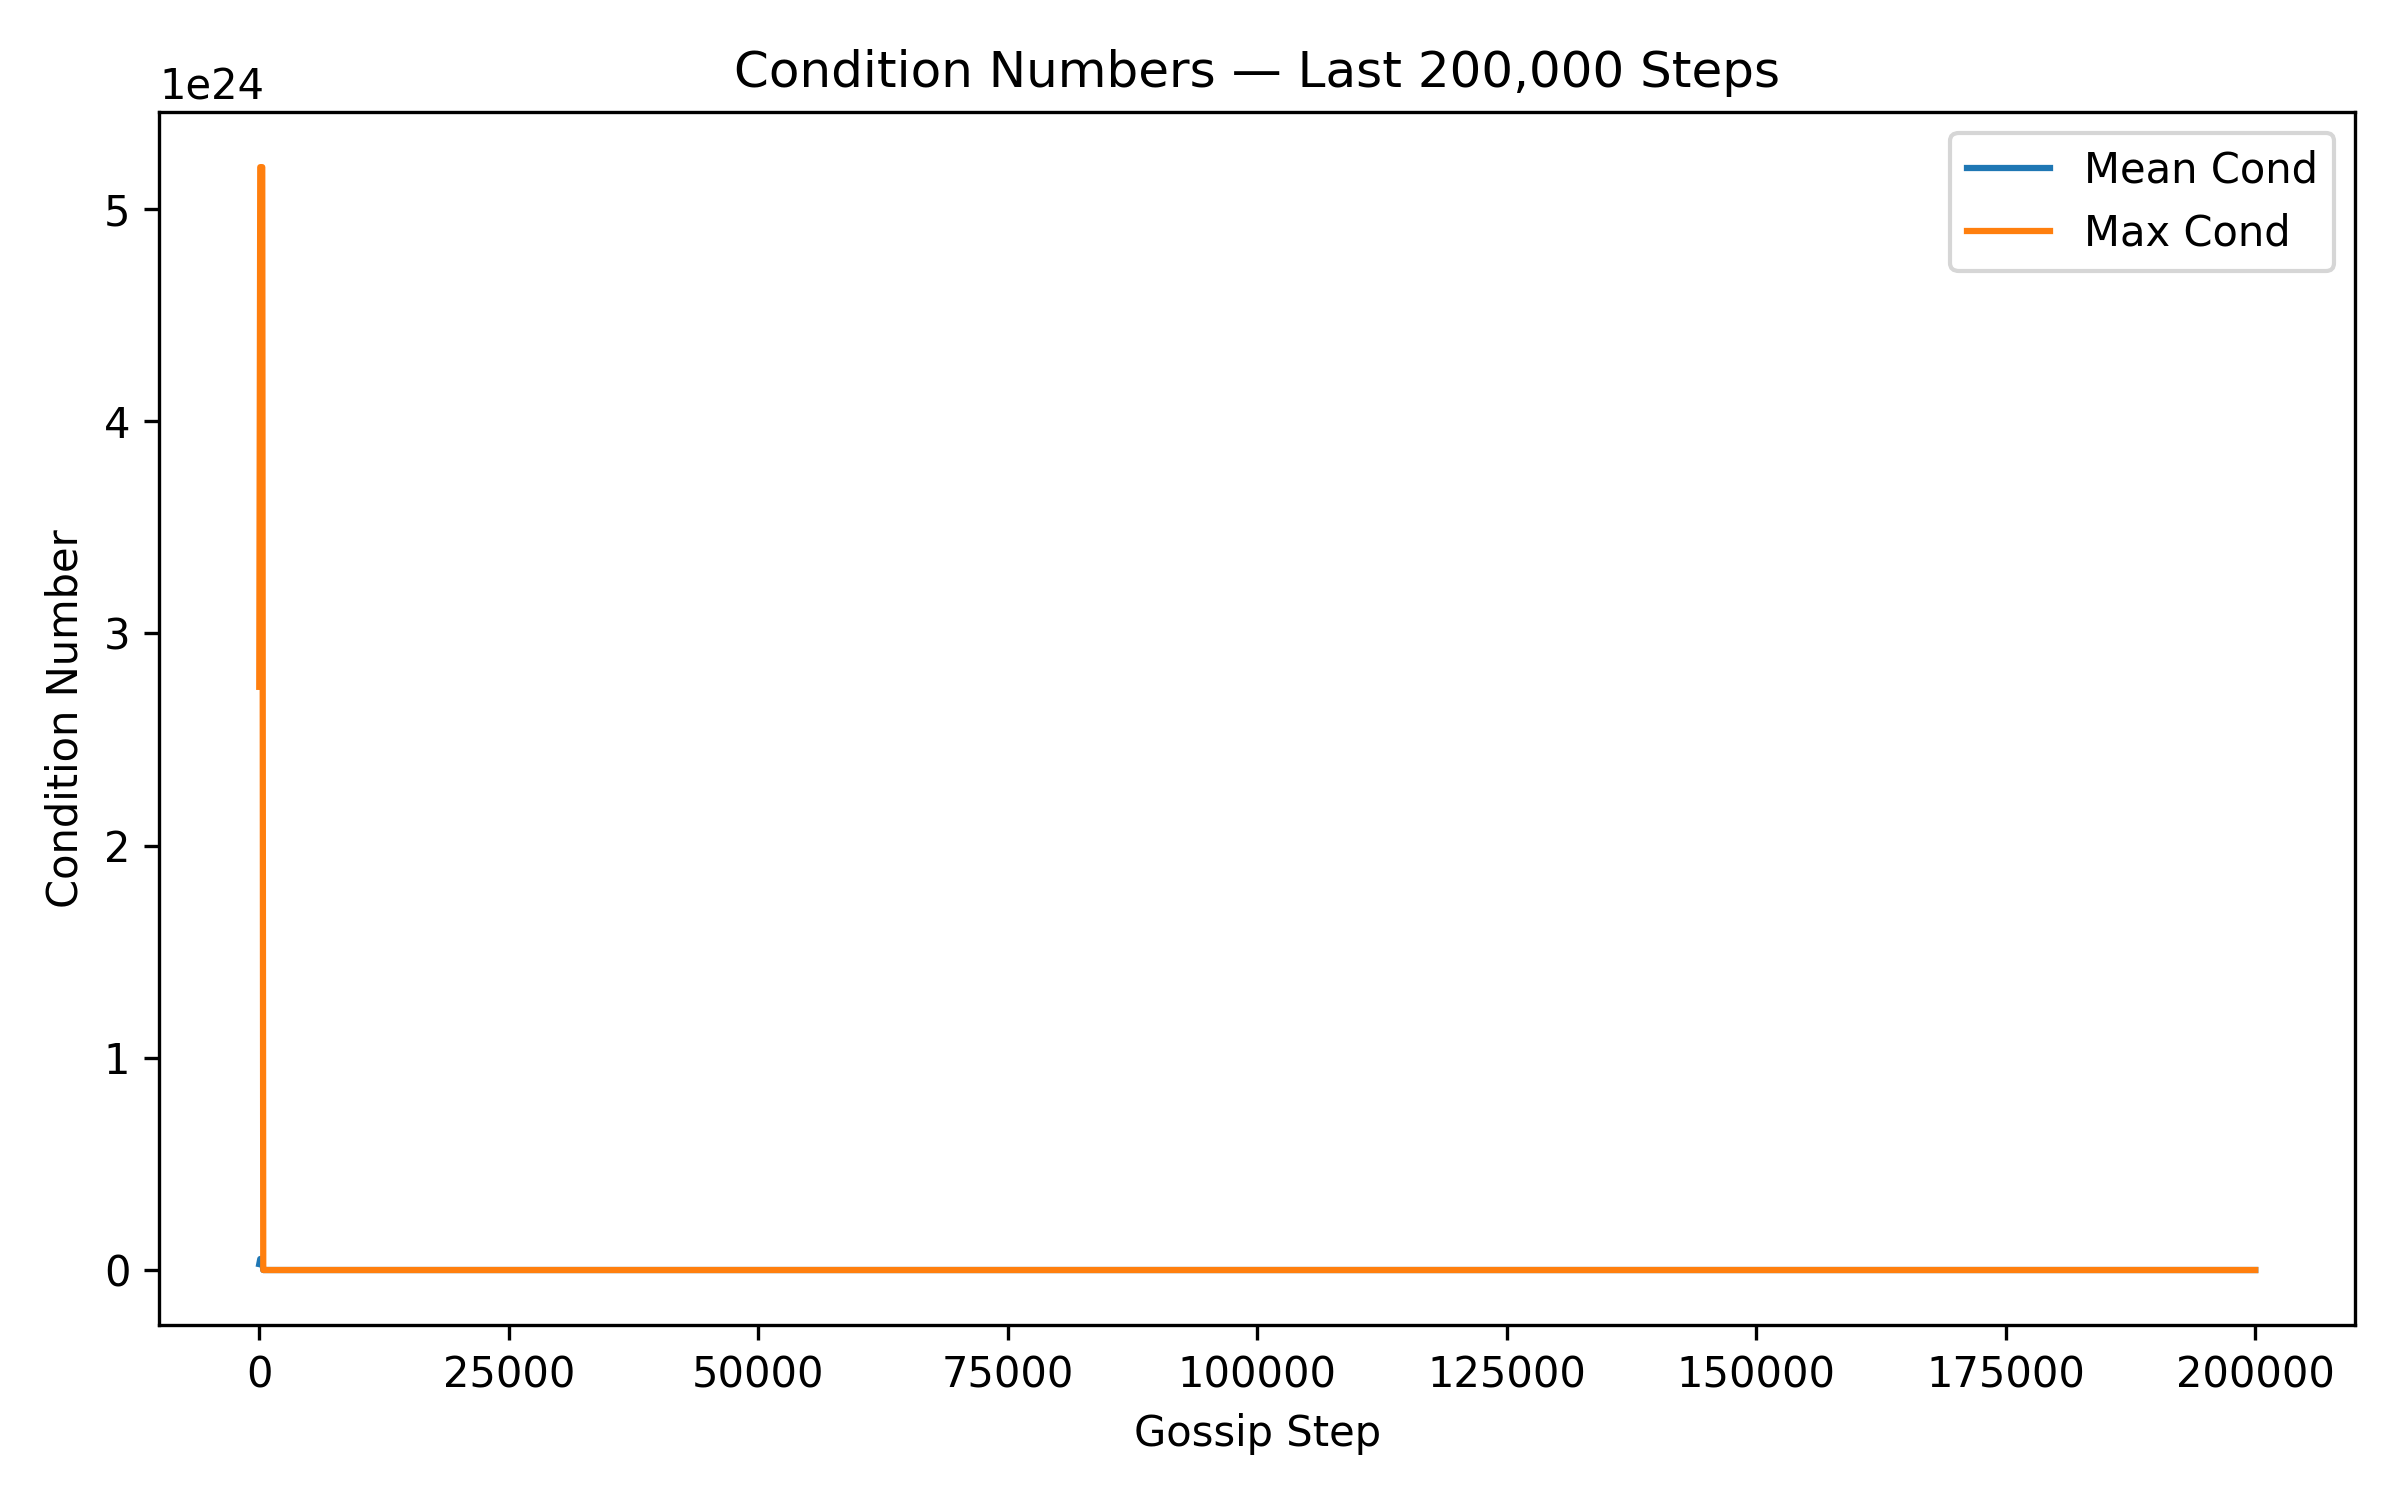 Condition Numbers — Last 200,000 Steps
1e24
Mean Cond
Max Cond
5
4
3
2
1
0
Condition Number
0 25000 50000 75000 100000 125000 150000 175000 200000
Gossip Step